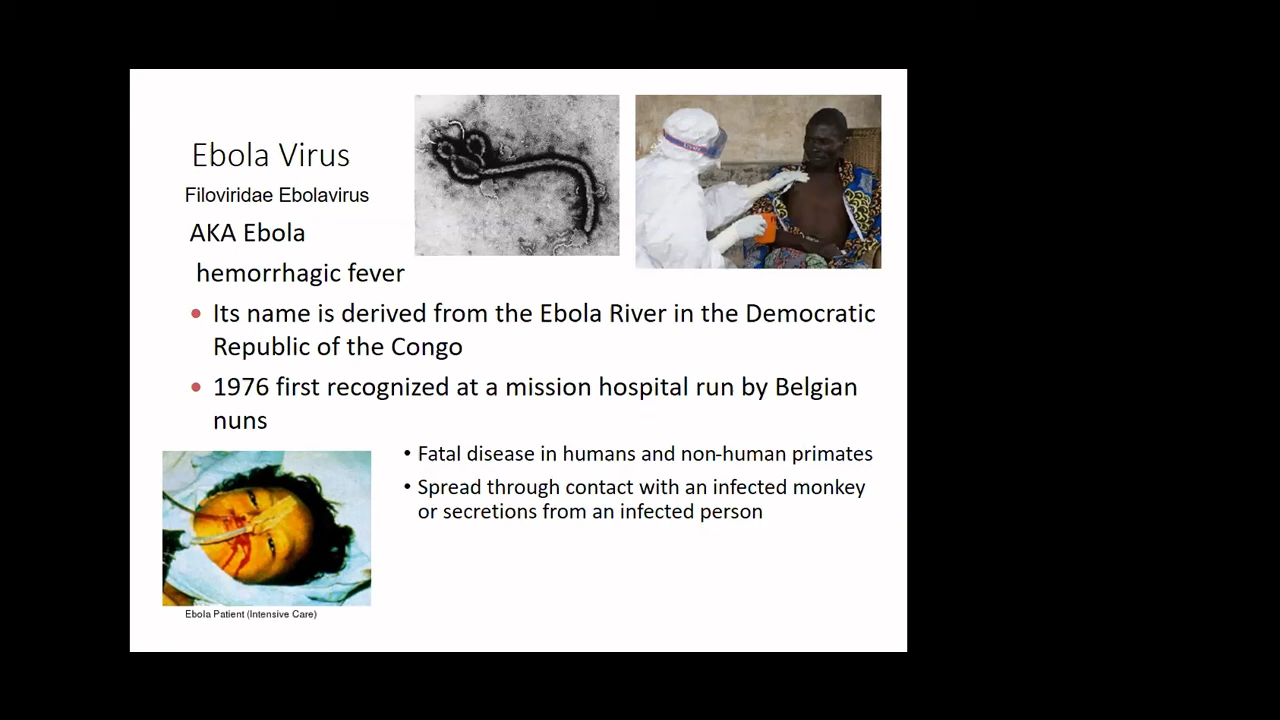 Ebola Virus
Filoviridae Ebolavirus
AKA Ebola
hemorrhagic fever
• Its name is derived from the Ebola River in the Democratic
Republic of the Congo
• 1976 first recognized at a mission hospital run by Belgian
nuns
• Fatal disease in humans and non-human primates
• Spread through contact with an infected monkey
or secretions from an infected person
Ebola Patient (Intensive Care)